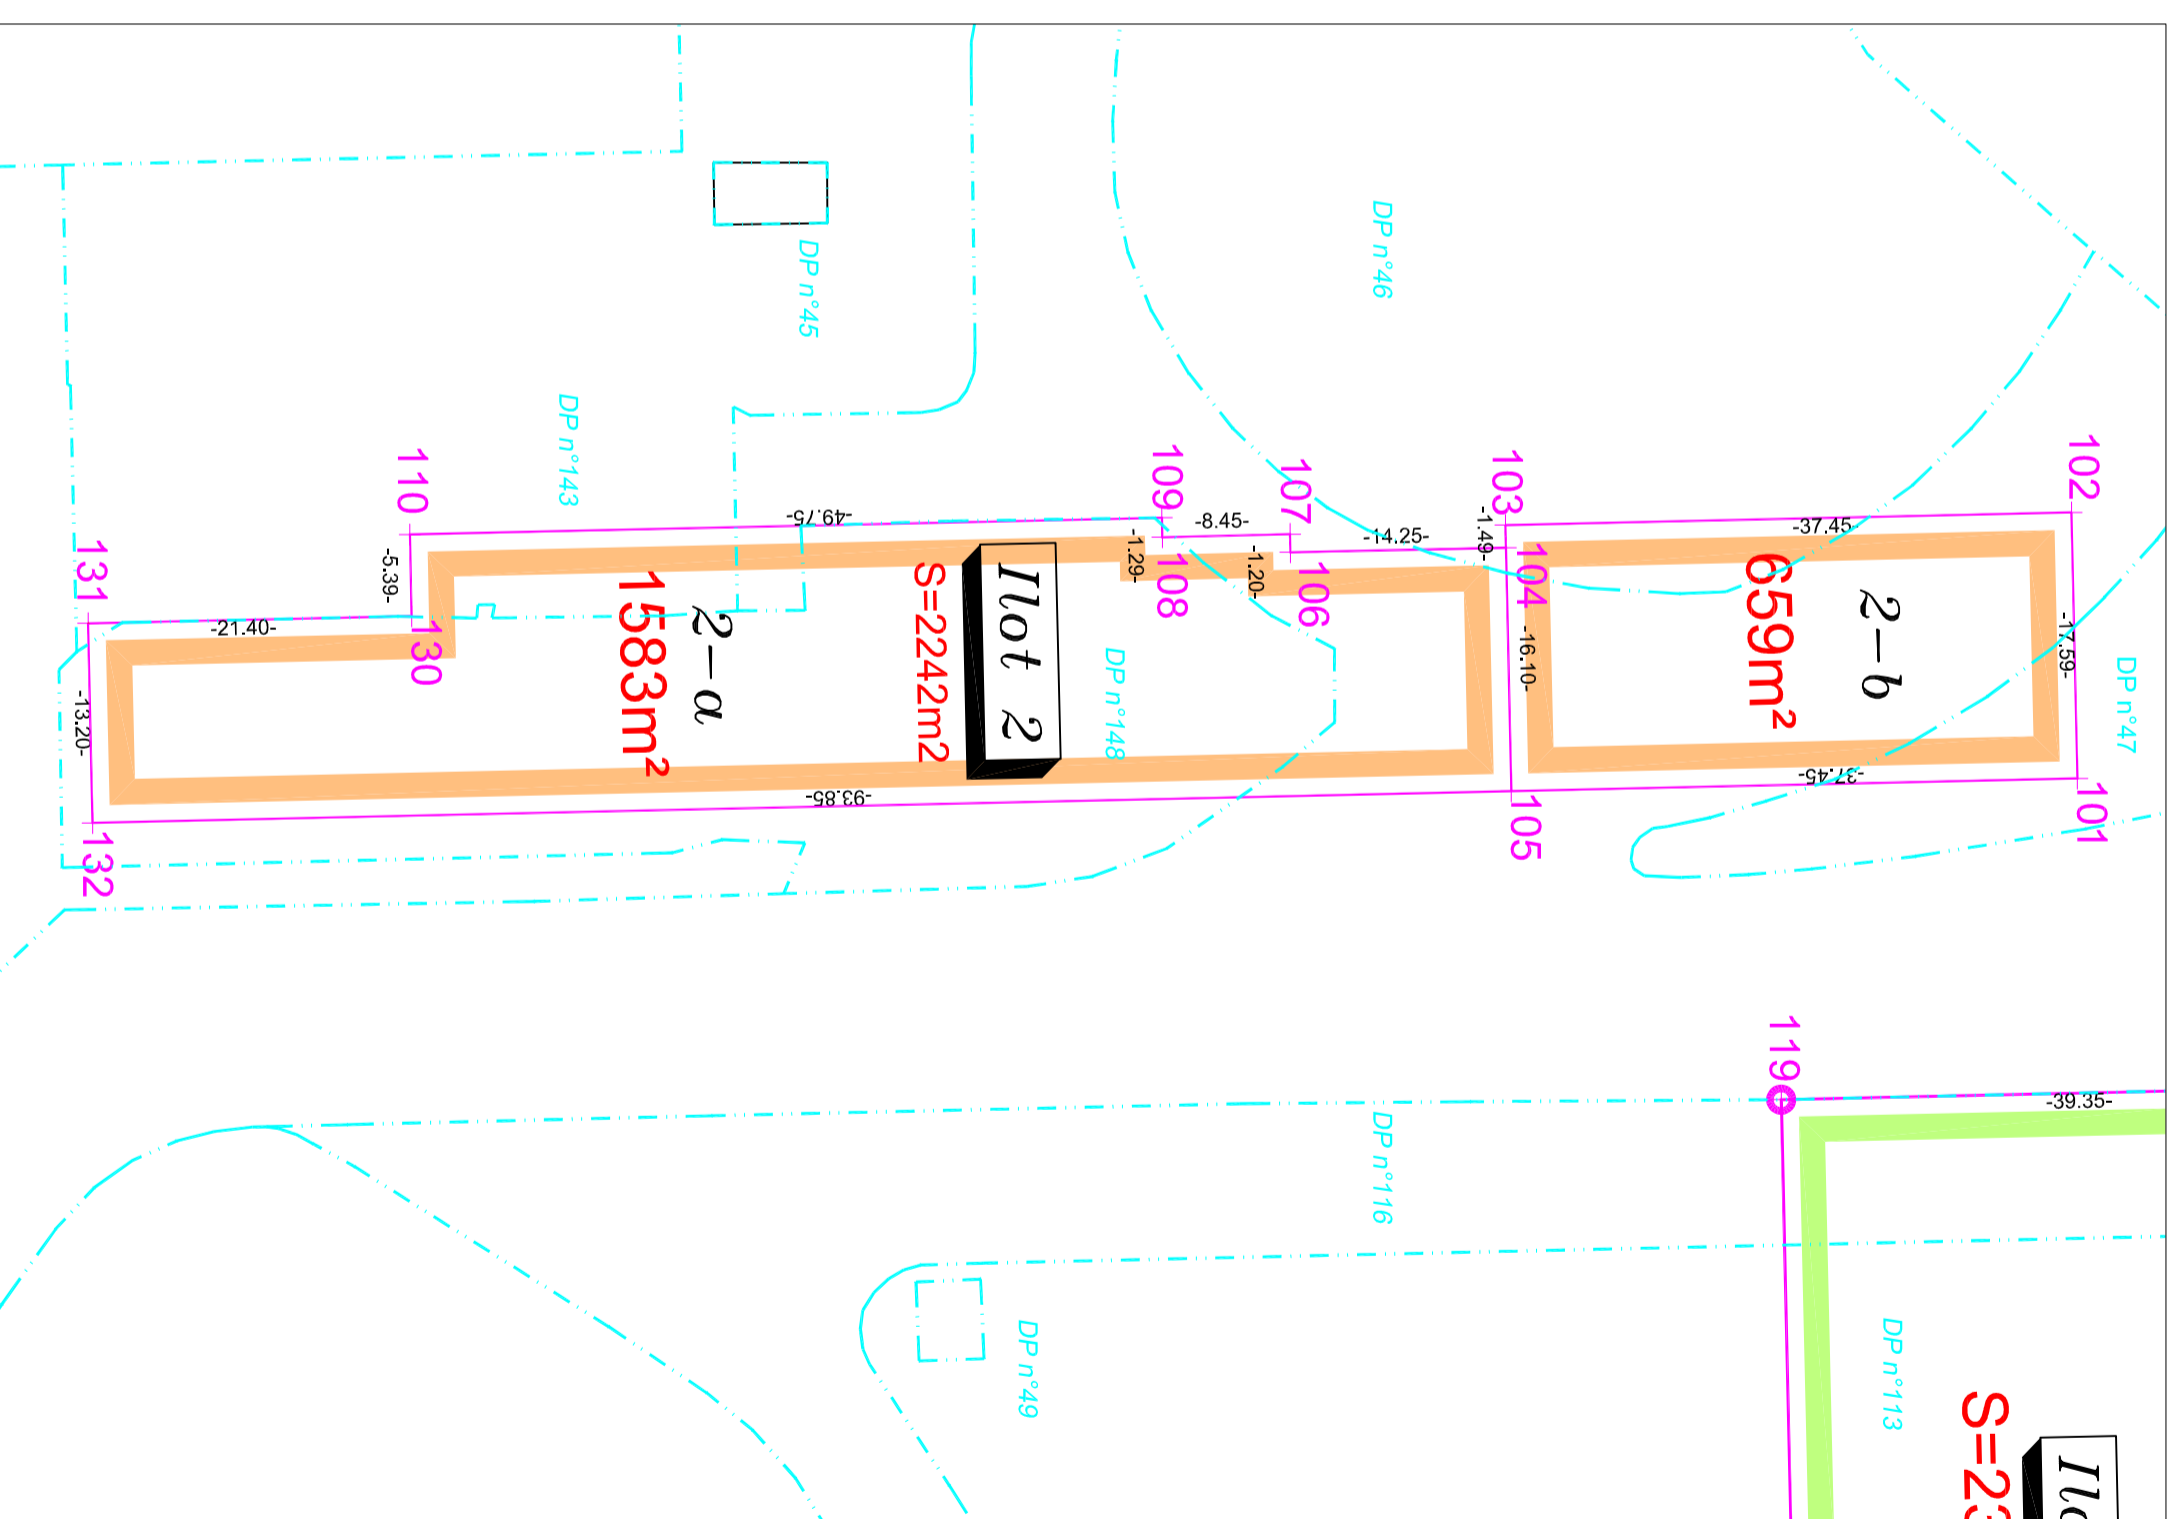 DP n°46
DP n°45
DP n°143
102
103
109
107
110
-49.75-
-8.45-
-14.25-
-1.49-
-37.45-
131
-5.39-
-1.29-
-1.20-
108
106
104
659m²
2-b
-17.59-
DP n°47
-21.40-
130
1583m²
2-a
S=2242m2
Ilot 2
DP n°148
-16.10-
-13.20-
-93.85-
-37.45-
132
105
101
119
-39.35-
DP n°116
DP n°49
DP n°113
S=23
Ilo